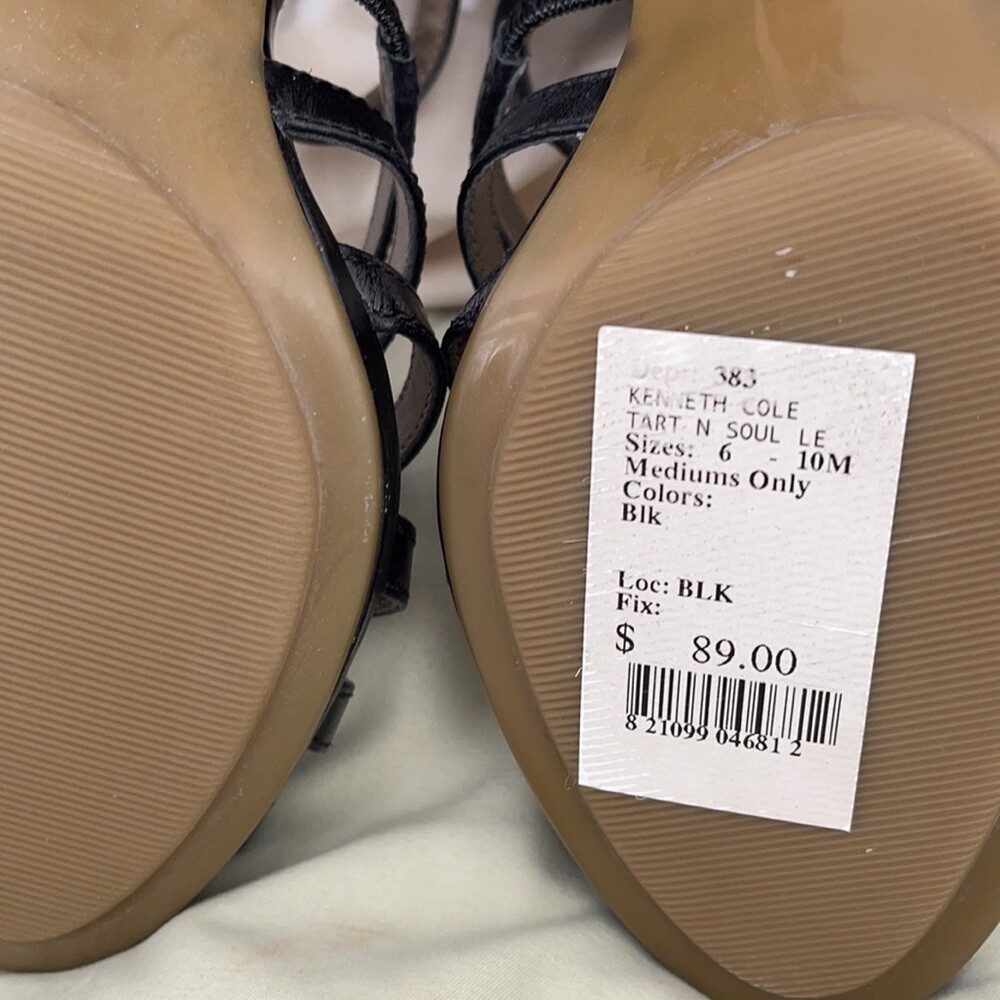 Dept: 383
KENNETH COLE
TART N SOUL LE
Sizes: 6 - 10M
Mediums Only
Colors:
Blk
Loc: BLK
Fix:
$ 89.00
8 21099 04681 2